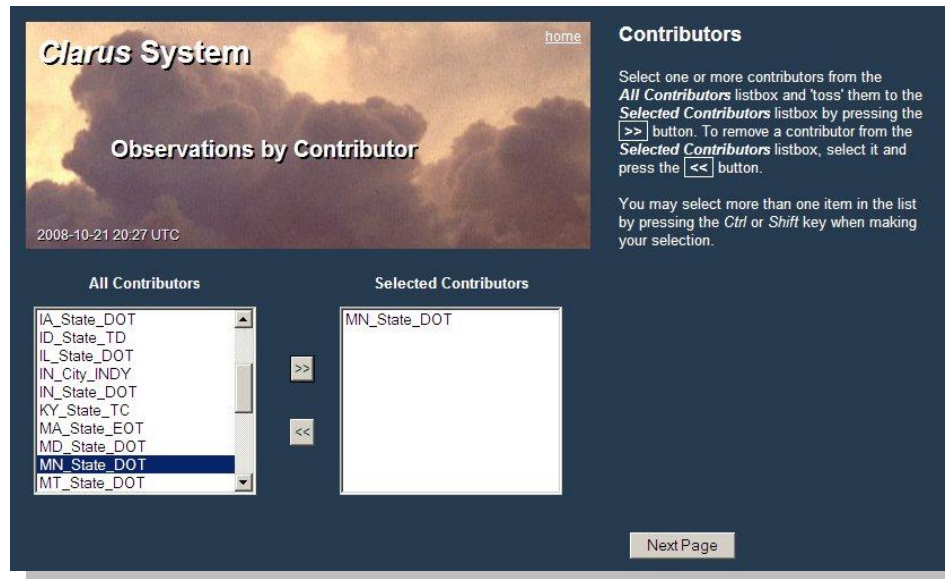 Clarus System
home
Observations by Contributor
2008-10-21 20:27 UTC
Contributors
Select one or more contributors from the
All Contributors listbox and 'toss' them to the
Selected Contributors listbox by pressing the
>> button. To remove a contributor from the
Selected Contributors listbox, select it and
press the << button.
You may select more than one item in the list
by pressing the Ctrl or Shift key when making
your selection.
All Contributors
IA_State_DOT
ID_State_TD
IL_State_DOT
IN_City_INDY
IN_State_DOT
KY_State_TC
MA_State_EOT
MD_State_DOT
MN_State_DOT
MT_State_DOT
>>
<<
Selected Contributors
MN_State_DOT
Next Page